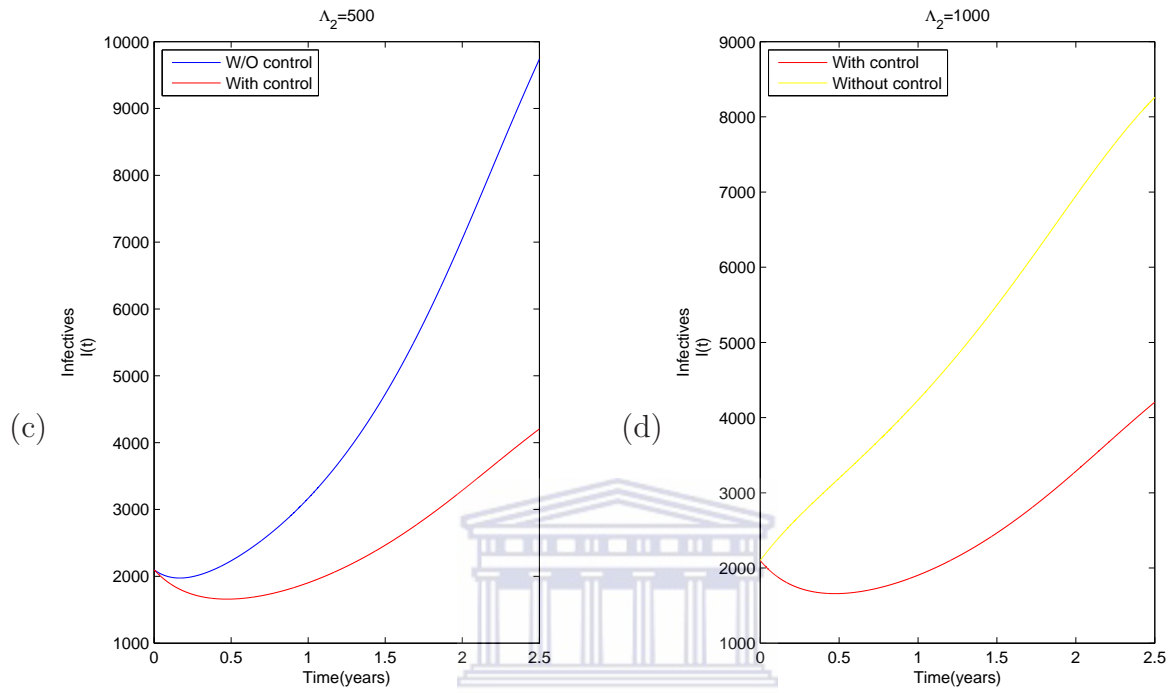 Λ2=500
10000
9000
8000
7000
6000
5000
4000
3000
2000
1000
W/O control
With control
Infectives
I(t)
0 0.5 1 1.5 2 2.5
Time(years)
(c)
Λ2=1000
9000
8000
7000
6000
5000
4000
3000
2000
1000
With control
Without control
Infectives
I(t)
0 0.5 1 1.5 2 2.5
Time(years)
(d)